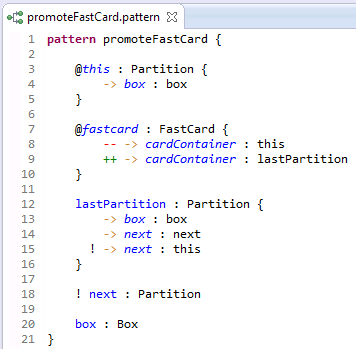 promoteFastCard.pattern
1 pattern promoteFastCard {
2
3 @this : Partition {
4 -> box : box
5 }
6
7 @fastcard : FastCard {
8 -- -> cardContainer : this
9 ++ -> cardContainer : lastPartition
10 }
11
12 lastPartition : Partition {
13 -> box : box
14 -> next : next
15 ! -> next : this
16 }
17
18 ! next : Partition
19
20 box : Box
21 }